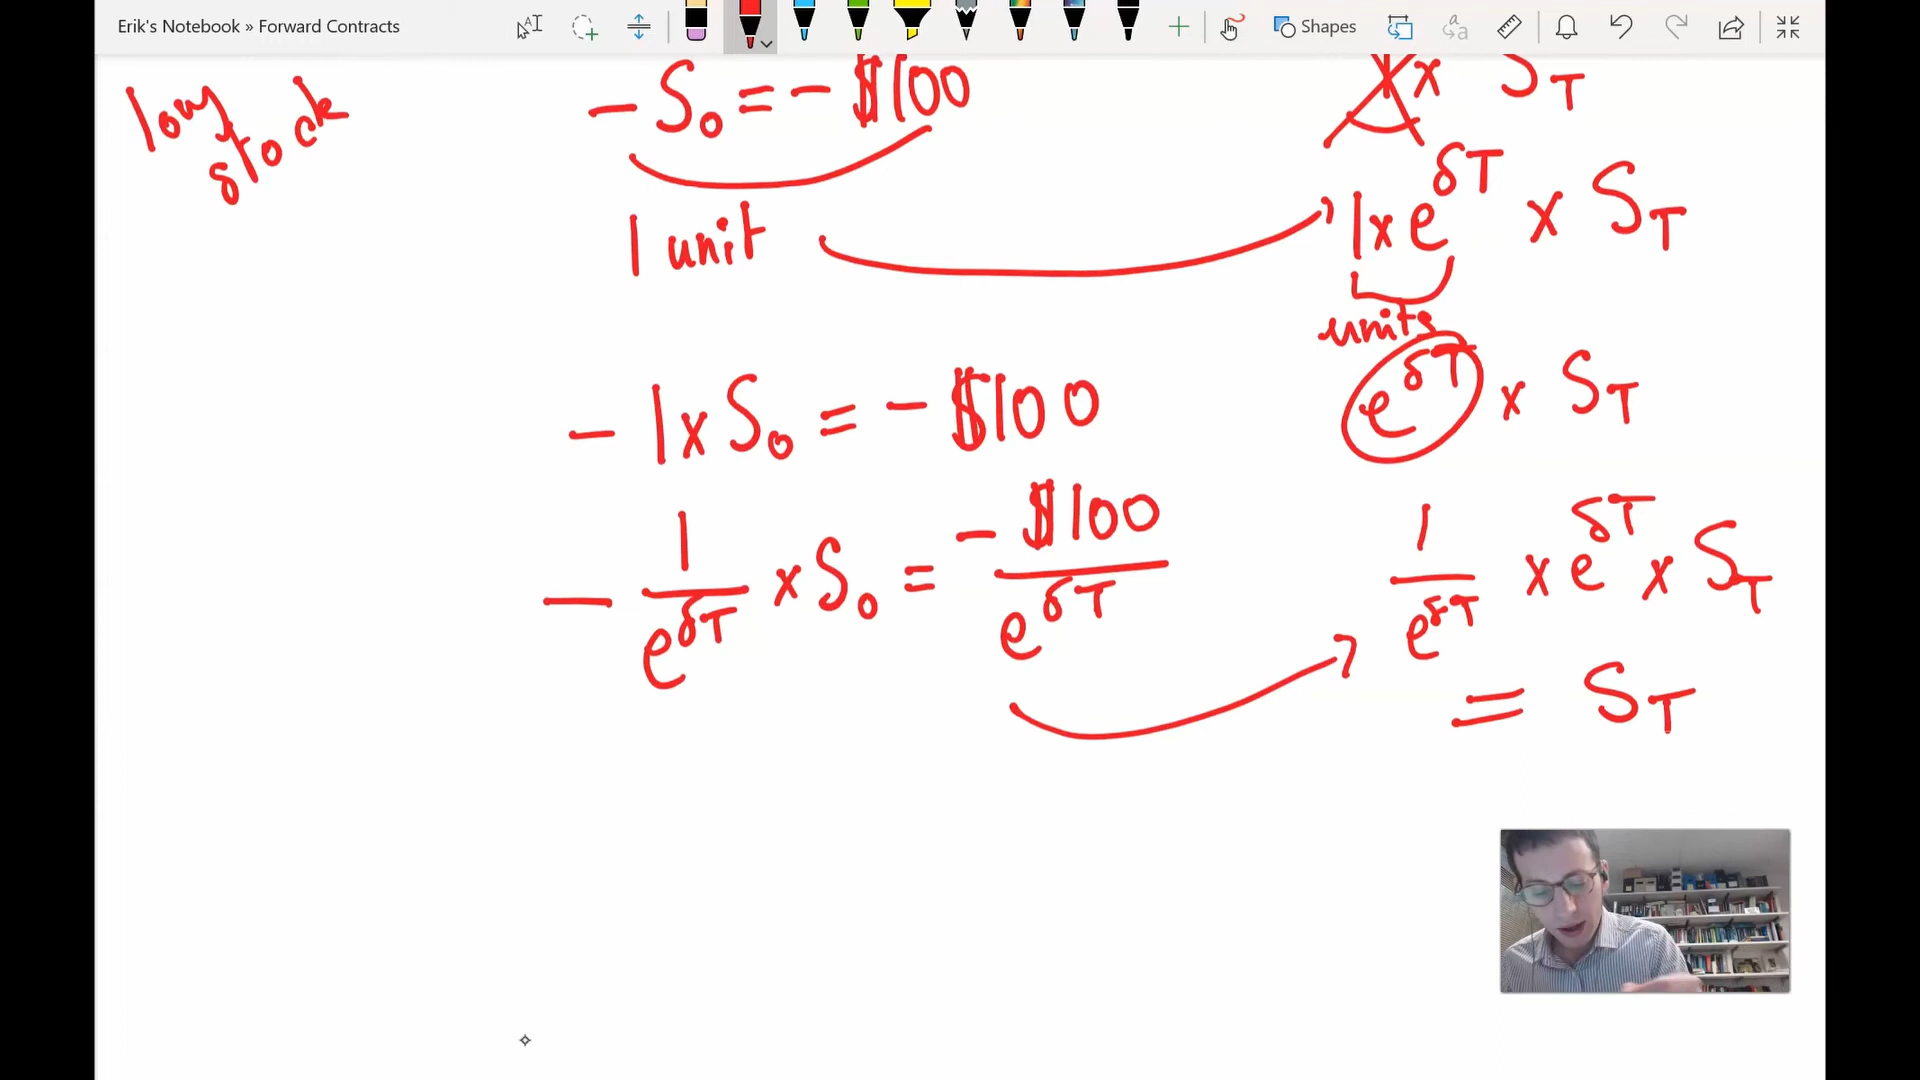 Erik's Notebook » Forward Contracts
Shapes
long stock
- S₀ = - $100
x S_T
1 unit
1 x e^{δT} x S_T
units
- 1 x S₀ = - $100
e^{δT} x S_T
- 1/e^{δT} x S₀ = - $100/e^{δT}
1/e^{δT} x e^{δT} x S_T
= S_T